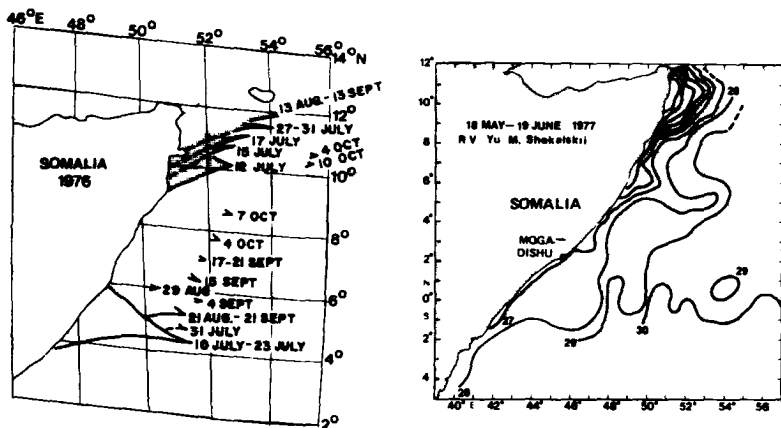 46°E 48° 50° 52° 54° 56°
14°N
12°
10°
8°
6°
4°
2°
SOMALIA
1976
13 AUG.-13 SEPT
27-31 JULY
17 JULY
15 JULY
12 JULY
4 OCT
10 OCT
7 OCT
4 OCT
17-21 SEPT
15 SEPT
29 AUG
4 SEPT
21 AUG.-21 SEPT
31 JULY
10 JULY-23 JULY
12°
10°
8°
6°
4°
2°
N
0°
S
2
4
18 MAY—19 JUNE 1977
R V Yu M. Shokalskii
SOMALIA
MOGA-
DISHU
28
29
27
29
30
28
40°E 42° 44° 46° 48° 50° 52° 54° 56°